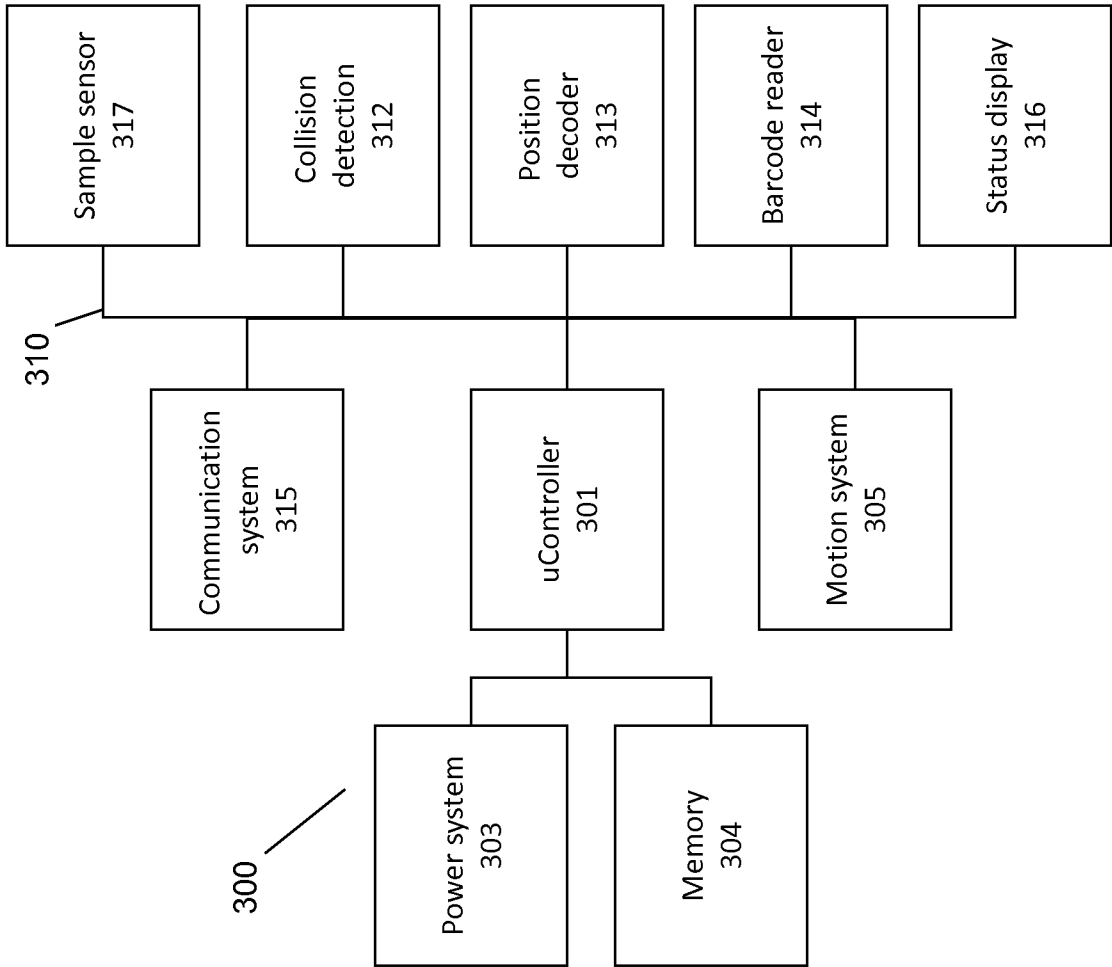 300
Power system
303
Memory
304
310
Communication
system
315
uController
301
Motion system
305
Sample sensor
317
Collision
detection
312
Position
decoder
313
Barcode reader
314
Status display
316